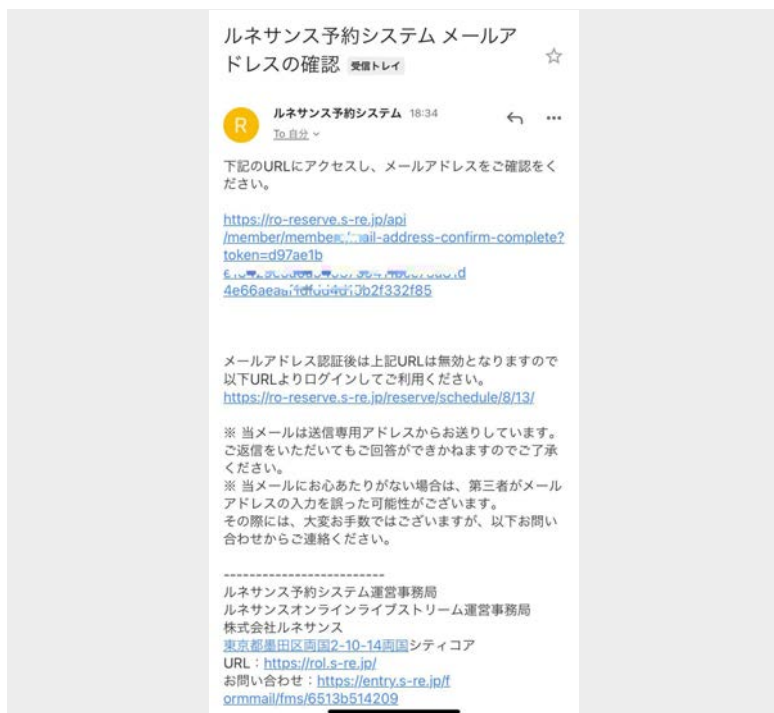 ルネサンス予約システム メールア
ドレスの確認 受信トレイ
R
ルネサンス予約システム 18:34
To 自分
下記のURLにアクセスし、メールアドレスをご確認をく
ださい。
https://ro-reserve.s-re.jp/api
/member/member/mail-address-confirm-complete?
token=d97ae1b
メールアドレス認証後は上記URLは無効となりますので
以下URLよりログインしてご利用ください。
https://ro-reserve.s-re.jp/reserve/schedule/8/13/
※ 当メールは送信専用アドレスからお送りしています。
ご返信をいただいてもご回答ができかねますのでご了承
ください。
※ 当メールにお心あたりがない場合は、第三者がメール
アドレスの入力を誤った可能性がございます。
その際には、大変お手数ではございますが、以下お問い
合わせからご連絡ください。
-------------------------
ルネサンス予約システム運営事務局
ルネサンスオンラインライブストリーム運営事務局
株式会社ルネサンス
東京都墨田区両国2-10-14両国シティコア
URL：https://rol.s-re.jp/
お問い合わせ：https://entry.s-re.jp/f
ormmail/fms/6513b514209